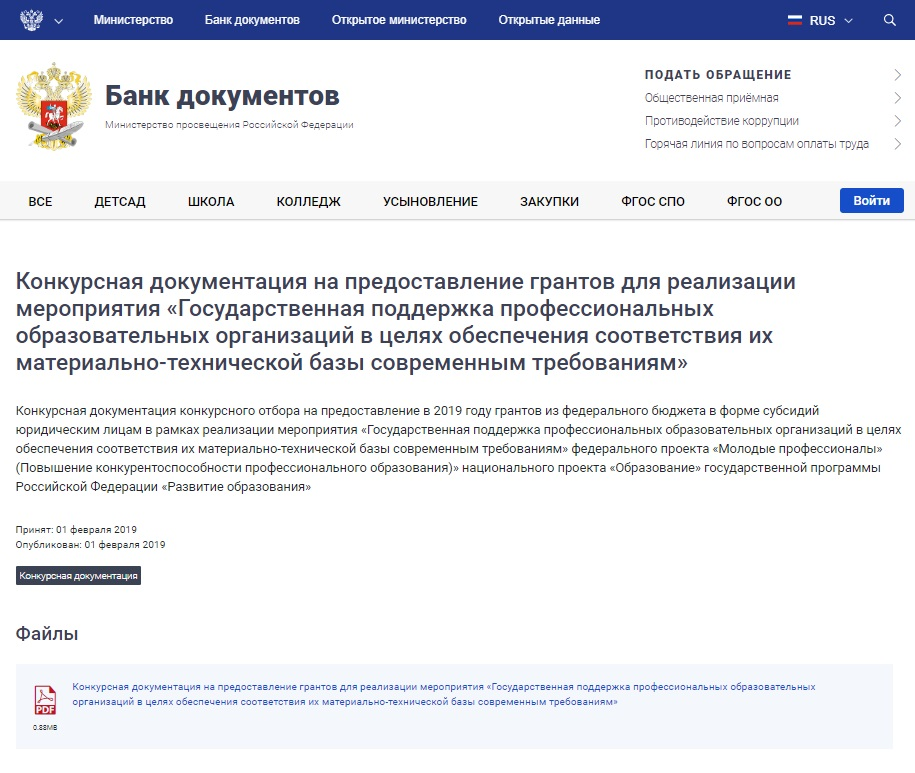 Министерство Банк документов Открытое министерство Открытые данные RUS
Банк документов
Министерство просвещения Российской Федерации
ПОДАТЬ ОБРАЩЕНИЕ
Общественная приёмная
Противодействие коррупции
Горячая линия по вопросам оплаты труда
ВСЕ ДЕТСАД ШКОЛА КОЛЛЕДЖ УСЫНОВЛЕНИЕ ЗАКУПКИ ФГОС СПО ФГОС ОО Войти
Конкурсная документация на предоставление грантов для реализации
мероприятия «Государственная поддержка профессиональных
образовательных организаций в целях обеспечения соответствия их
материально-технической базы современным требованиям»
Конкурсная документация конкурсного отбора на предоставление в 2019 году грантов из федерального бюджета в форме субсидий
юридическим лицам в рамках реализации мероприятия «Государственная поддержка профессиональных образовательных организаций в целях
обеспечения соответствия их материально-технической базы современным требованиям» федерального проекта «Молодые профессионалы»
(Повышение конкурентоспособности профессионального образования)» национального проекта «Образование» государственной программы
Российской Федерации «Развитие образования»
Принят: 01 февраля 2019
Опубликован: 01 февраля 2019
Конкурсная документация
Файлы
Конкурсная документация на предоставление грантов для реализации мероприятия «Государственная поддержка профессиональных образовательных
организаций в целях обеспечения соответствия их материально-технической базы современным требованиям»
PDF
0.88MB